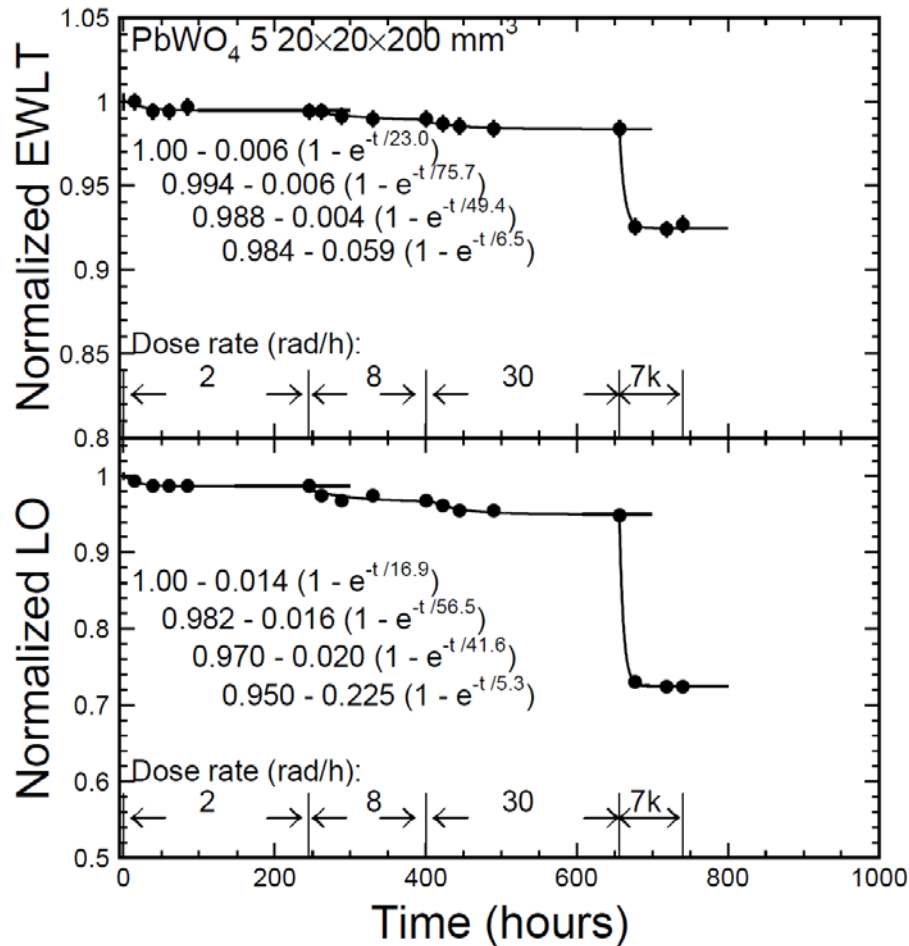 PbWO₄ 5 20×20×200 mm³
Normalized EWLT
1.05
1
0.95
0.9
0.85
0.8
1.00 - 0.006 (1 - e^{-t /23.0})
0.994 - 0.006 (1 - e^{-t /75.7})
0.988 - 0.004 (1 - e^{-t /49.4})
0.984 - 0.059 (1 - e^{-t /6.5})
Dose rate (rad/h):
2 8 30 7k
Normalized LO
1
0.9
0.8
0.7
0.6
0.5
1.00 - 0.014 (1 - e^{-t /16.9})
0.982 - 0.016 (1 - e^{-t /56.5})
0.970 - 0.020 (1 - e^{-t /41.6})
0.950 - 0.225 (1 - e^{-t /5.3})
Dose rate (rad/h):
2 8 30 7k
0 200 400 600 800 1000
Time (hours)